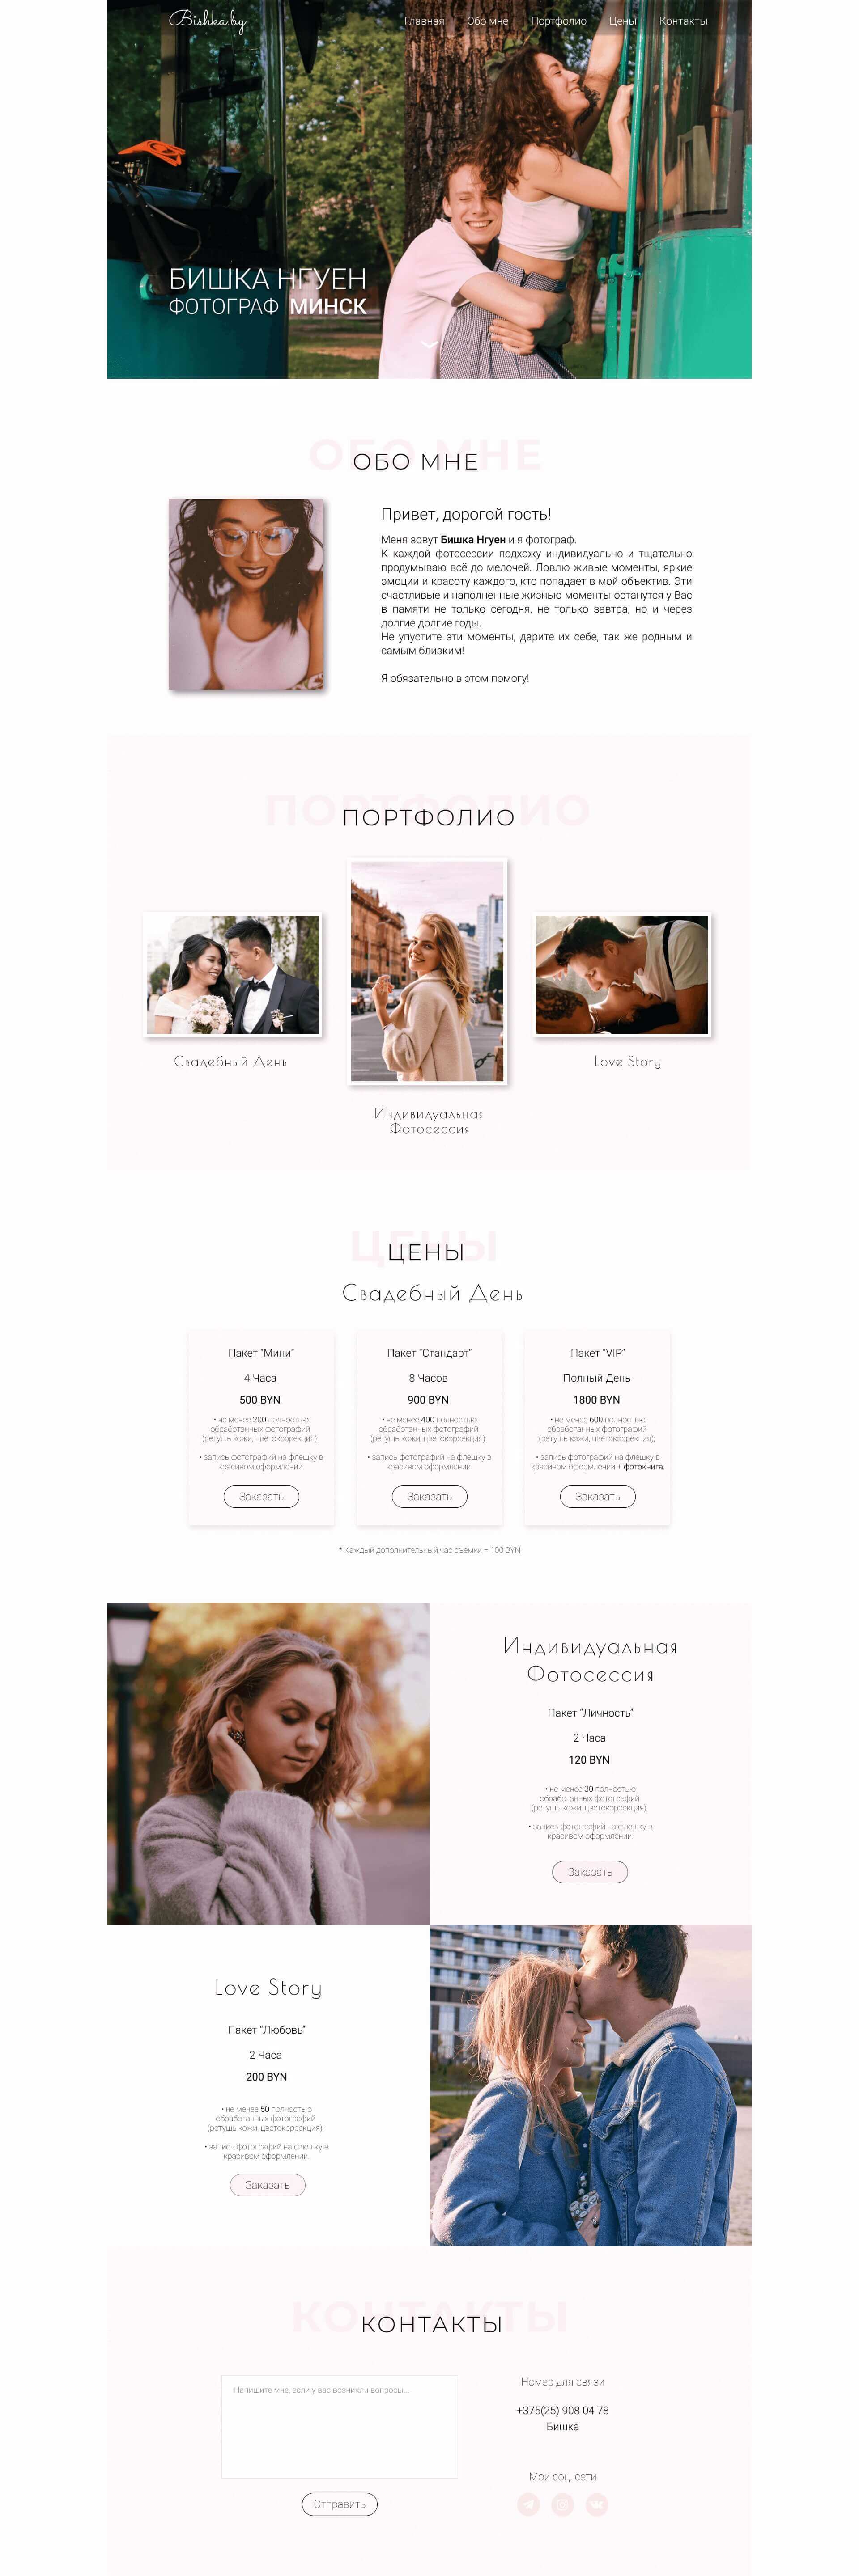 Bishka.by
Главная Обо мне Портфолио Цены Контакты
БИШКА НГУЕН
ФОТОГРАФ МИНСК
ОБО МНЕ
ОБО МНЕ
Привет, дорогой гость!
Меня зовут Бишка Нгуен и я фотограф.
К каждой фотосессии подхожу индивидуально и тщательно
продумываю всё до мелочей. Ловлю живые моменты, яркие
эмоции и красоту каждого, кто попадает в мой объектив. Эти
счастливые и наполненные жизнью моменты останутся у Вас
в памяти не только сегодня, не только завтра, но и через
долгие долгие годы.
Не упустите эти моменты, дарите их себе, так же родным и
самым близким!
Я обязательно в этом помогу!
ПОРТФОЛИО
ПОРТФОЛИО
Свадебный День
Индивидуальная
Фотосессия
Love Story
ЦЕНЫ
ЦЕНЫ
Свадебный День
Пакет “Мини”
4 Часа
500 BYN
• не менее 200 полностью
обработанных фотографий
(ретушь кожи, цветокоррекция);
• запись фотографий на флешку в
красивом оформлении.
Заказать
Пакет “Стандарт”
8 Часов
900 BYN
• не менее 400 полностью
обработанных фотографий
(ретушь кожи, цветокоррекция);
• запись фотографий на флешку в
красивом оформлении.
Заказать
Пакет “VIP”
Полный День
1800 BYN
• не менее 600 полностью
обработанных фотографий
(ретушь кожи, цветокоррекция);
• запись фотографий на флешку в
красивом оформлении + фотокнига.
Заказать
* Каждый дополнительный час съемки = 100 BYN
Индивидуальная
Фотосессия
Пакет “Личность”
2 Часа
120 BYN
• не менее 30 полностью
обработанных фотографий
(ретушь кожи, цветокоррекция);
• запись фотографий на флешку в
красивом оформлении.
Заказать
Love Story
Пакет “Любовь”
2 Часа
200 BYN
• не менее 50 полностью
обработанных фотографий
(ретушь кожи, цветокоррекция);
• запись фотографий на флешку в
красивом оформлении.
Заказать
КОНТАКТЫ
КОНТАКТЫ
Напишите мне, если у вас возникли вопросы...
Отправить
Номер для связи
+375(25) 908 04 78
Бишка
Мои соц. сети